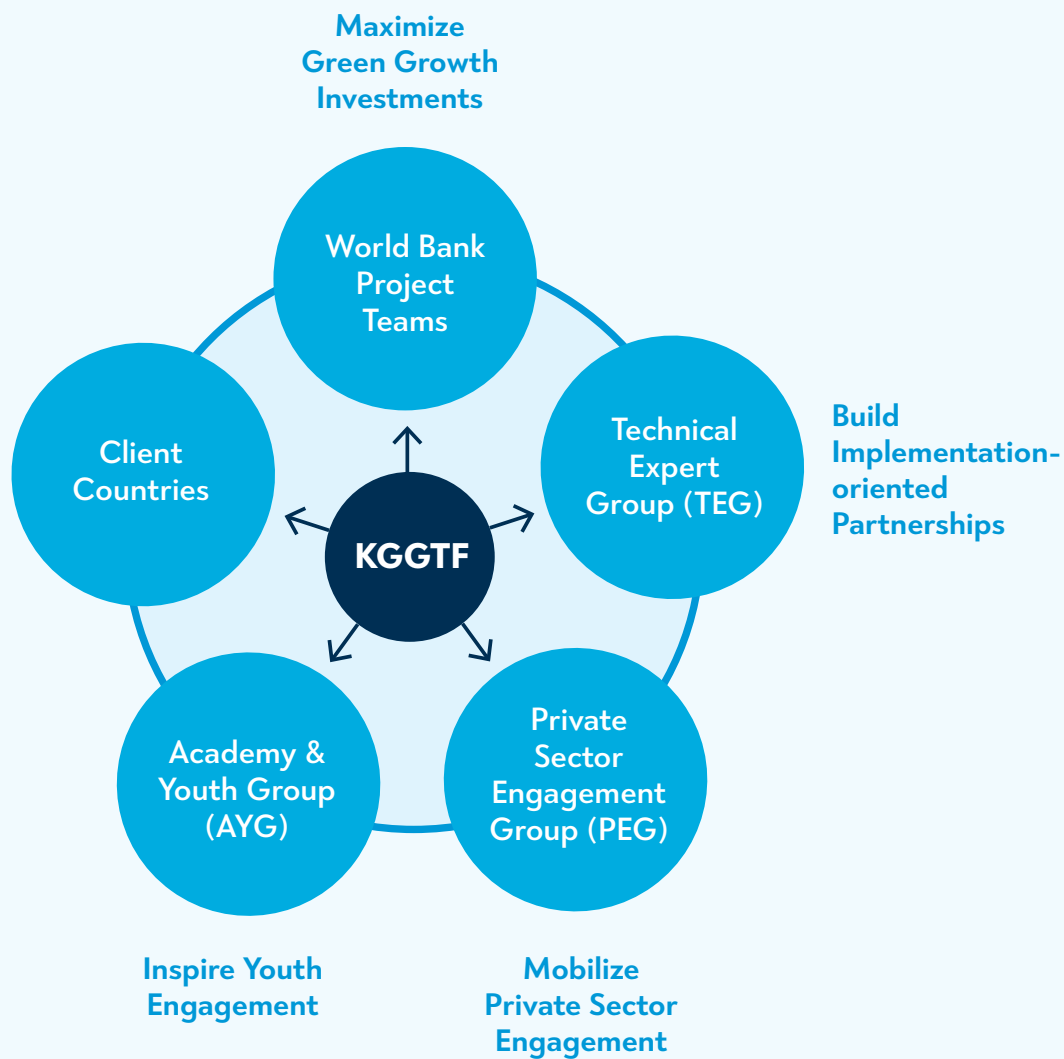 Maximize
Green Growth
Investments
World Bank
Project
Teams
Client
Countries
Technical
Expert
Group (TEG)
Build
Implementation-
oriented
Partnerships
KGGTF
Academy &
Youth Group
(AYG)
Private
Sector
Engagement
Group (PEG)
Inspire Youth
Engagement
Mobilize
Private Sector
Engagement